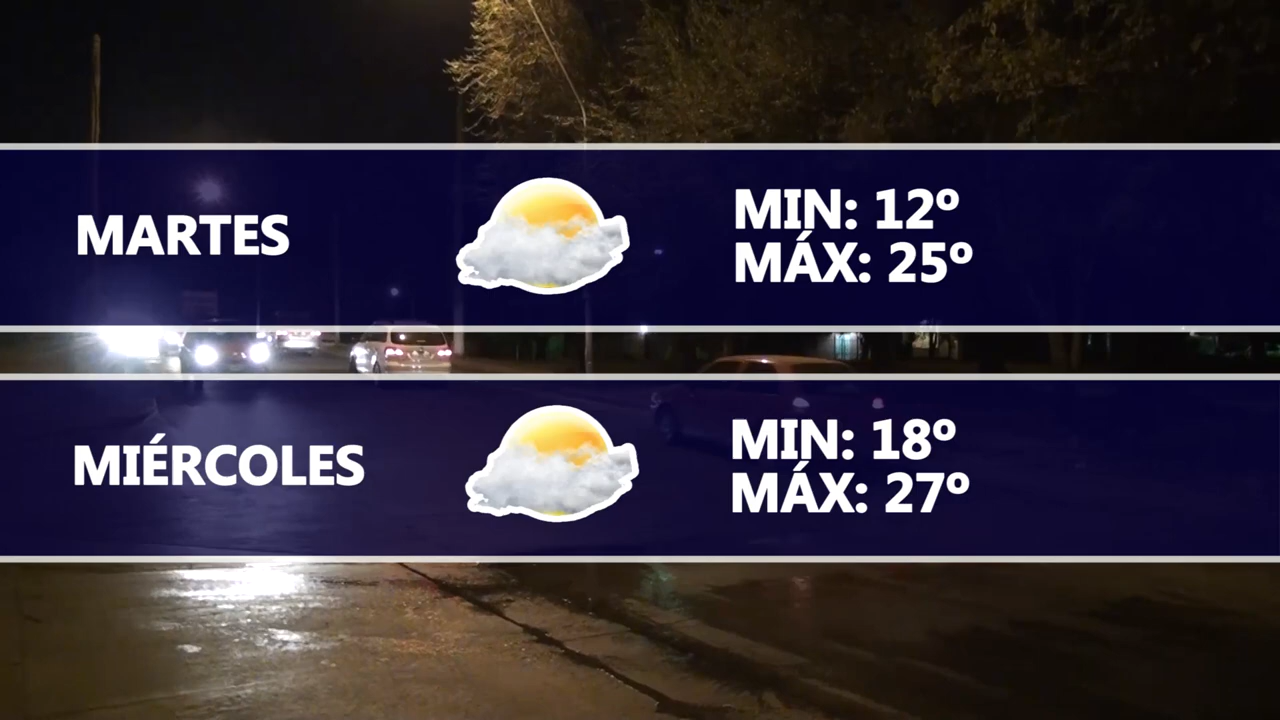 MARTES
MIN: 12º
MÁX: 25º
MIÉRCOLES
MIN: 18º
MÁX: 27º